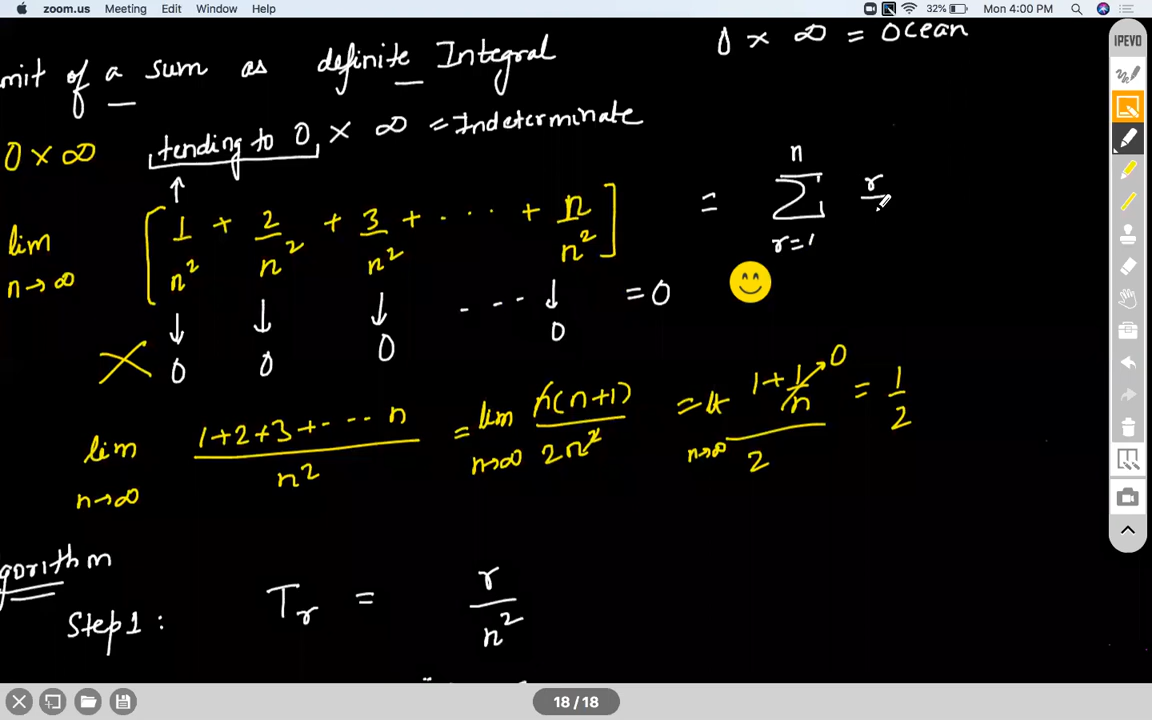 zoom.us Meeting Edit Window Help 32% Mon 4:00 PM
IPEVO
0 × ∞ = Ocean
mit of a sum as definite Integral
0 × ∞ tending to 0 × ∞ = Indeterminate
lim n→∞ [ 1/n² + 2/n² + 3/n² + · · · · + n/n² ] = n Σ r=1 r
↓ ↓ ↓ - - - ↓ = 0
× 0 0 0 0
lim n→∞ (1+2+3+ - - - n)/n² = lim n→∞ n(n+1)/2n² = lt n→∞ (1 + 1/n → 0)/2 = 1/2
gorithm
Step 1 : Tr = r/n²
18 / 18